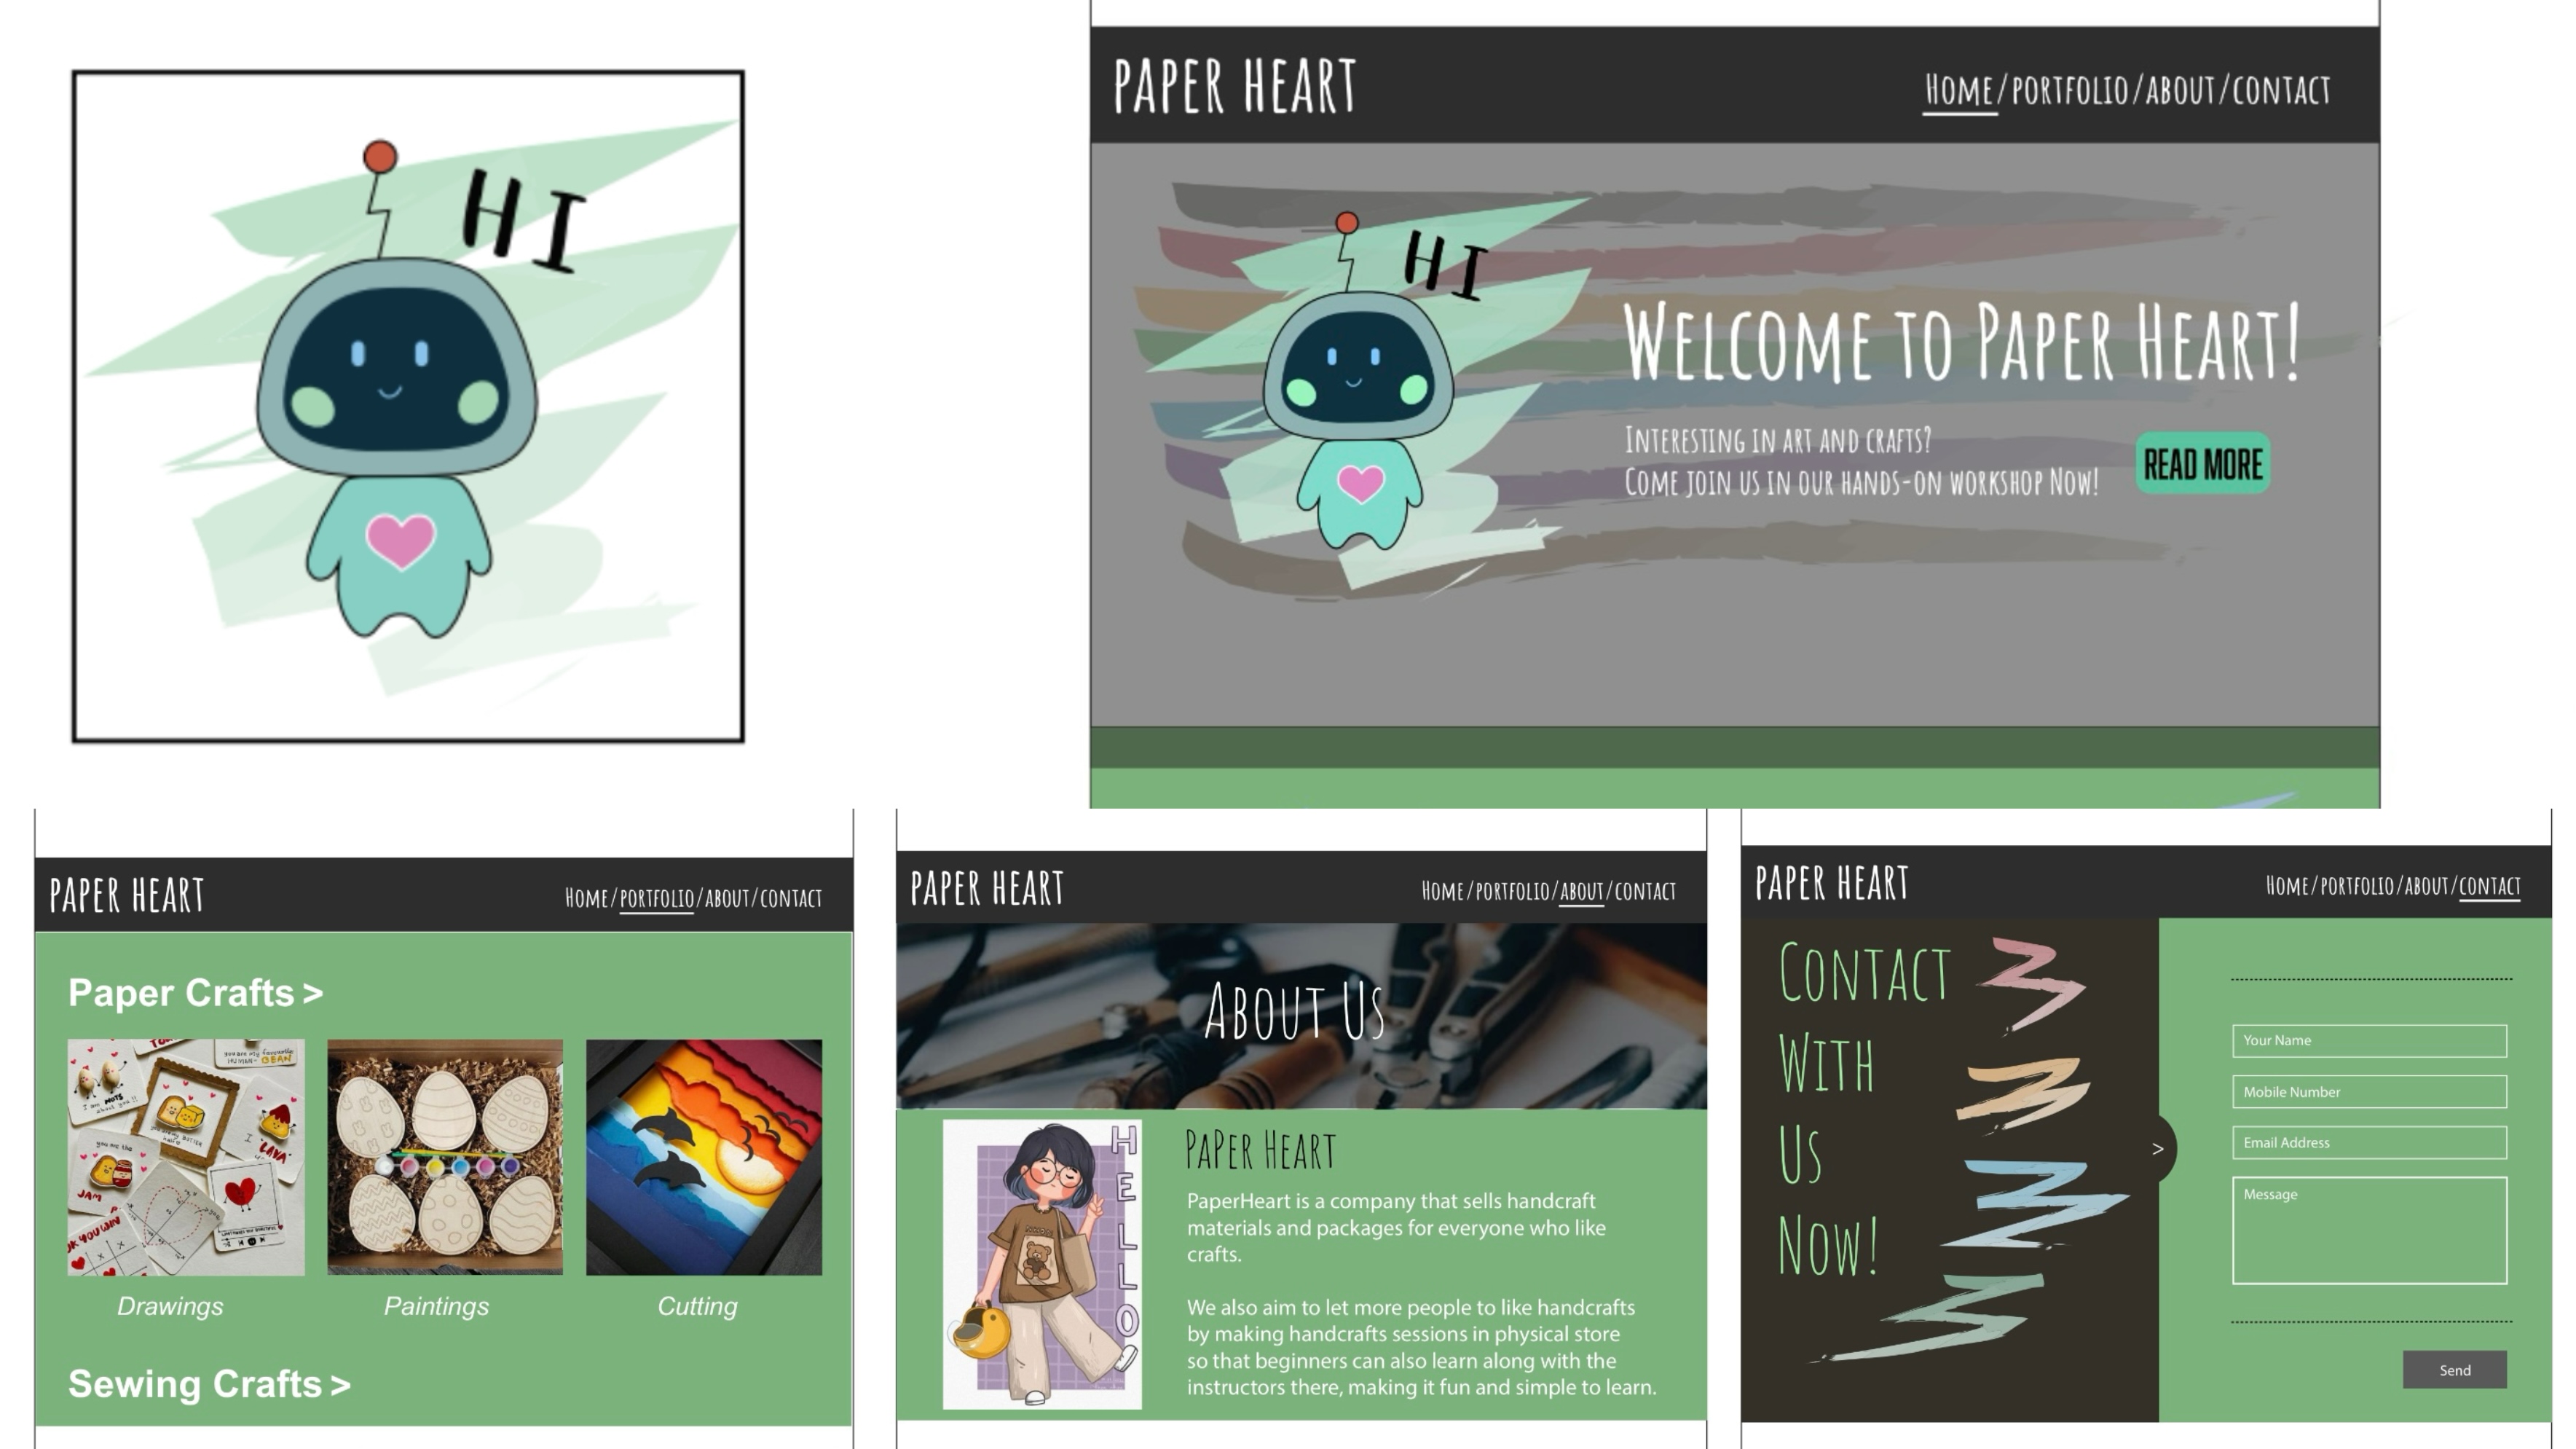 HI
PAPER HEART
HOME/PORTFOLIO/ABOUT/CONTACT
HI
WELCOME TO PAPER HEART!
INTERESTING IN ART AND CRAFTS?
COME JOIN US IN OUR HANDS-ON WORKSHOP NOW!
READ MORE
PAPER HEART
HOME/PORTFOLIO/ABOUT/CONTACT
Paper Crafts >
I am NUTS
about you!!
JAM
Drawings
Paintings
Cutting
Sewing Crafts >
PAPER HEART
HOME/PORTFOLIO/ABOUT/CONTACT
ABOUT US
HELLO
PAPER HEART
PaperHeart is a company that sells handcraft
materials and packages for everyone who like
crafts.
We also aim to let more people to like handcrafts
by making handcrafts sessions in physical store
so that beginners can also learn along with the
instructors there, making it fun and simple to learn.
PAPER HEART
HOME/PORTFOLIO/ABOUT/CONTACT
CONTACT
WITH
US
NOW!
>
Your Name
Mobile Number
Email Address
Message
Send